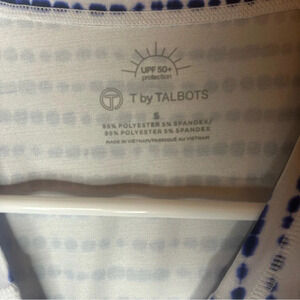 UPF 50+
protection
T by TALBOTS
S
95% POLYESTER 5% SPANDEX/
95% POLYESTER 5% SPANDEX
MADE IN VIETNAM/FABRIQUÉ AU VIETNAM